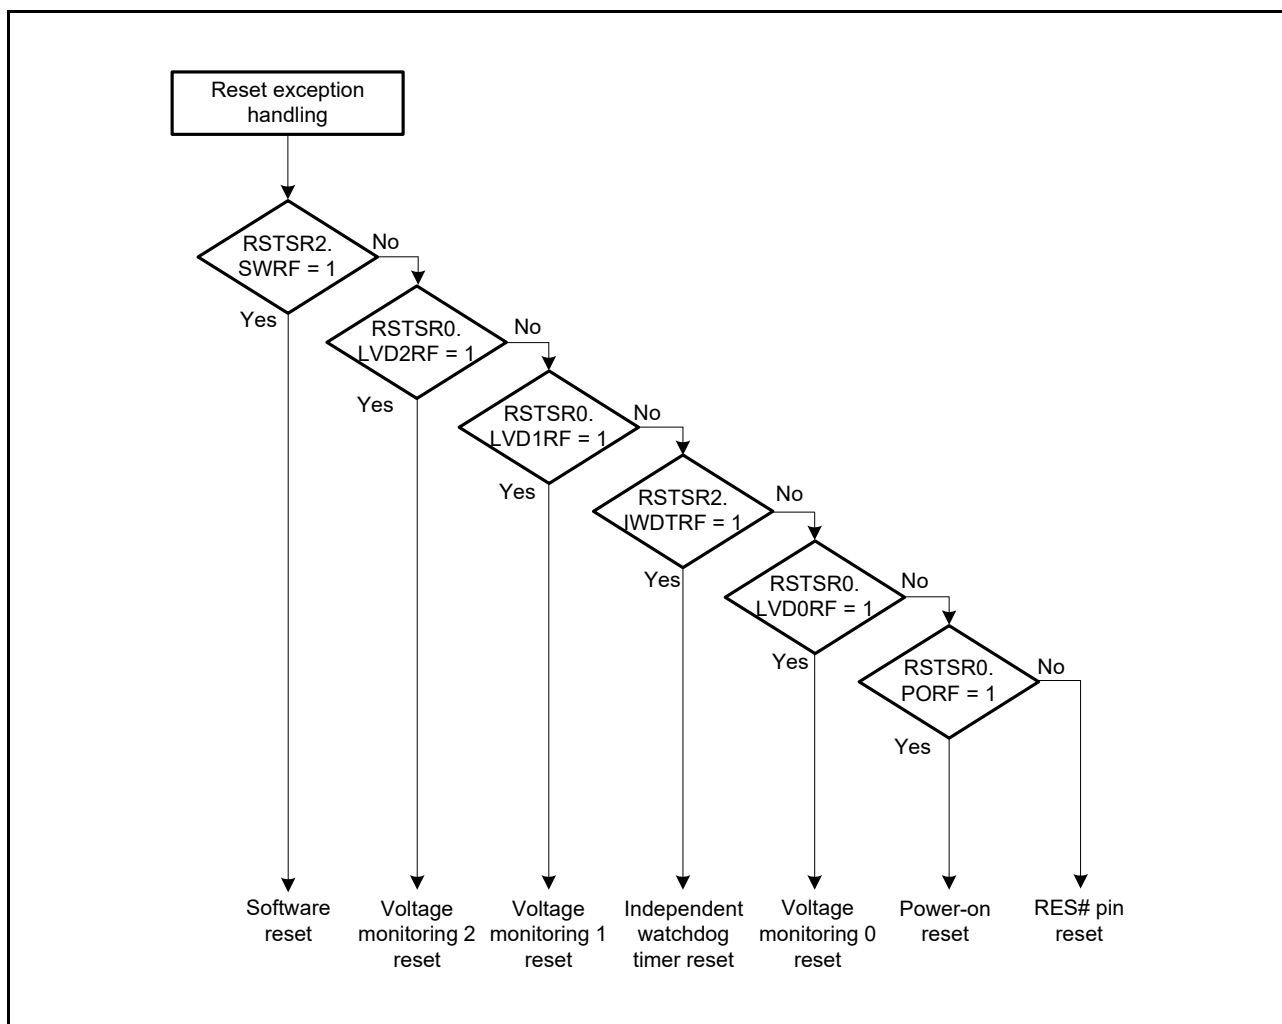 Reset exception
handling
RSTSR2.
SWRF = 1
No
Yes
RSTSR0.
LVD2RF = 1
No
Yes
RSTSR0.
LVD1RF = 1
No
Yes
RSTSR2.
IWDTRF = 1
No
Yes
RSTSR0.
LVD0RF = 1
No
Yes
RSTSR0.
PORF = 1
No
Yes
Software
reset
Voltage
monitoring 2
reset
Voltage
monitoring 1
reset
Independent
watchdog
timer reset
Voltage
monitoring 0
reset
Power-on
reset
RES# pin
reset